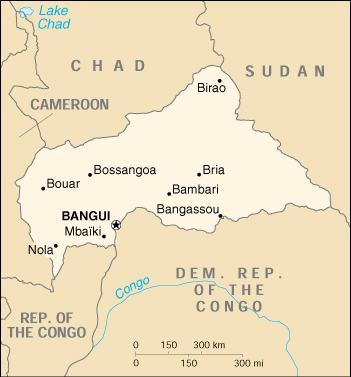 Lake
Chad
CHAD
SUDAN
CAMEROON
Birao
Bossangoa
Bria
Bouar
Bambari
BANGUI
Bangassou
Mbaïki
Nola
DEM. REP.
OF THE
CONGO
Congo
REP. OF
THE CONGO
0 150 300 km
0 150 300 mi